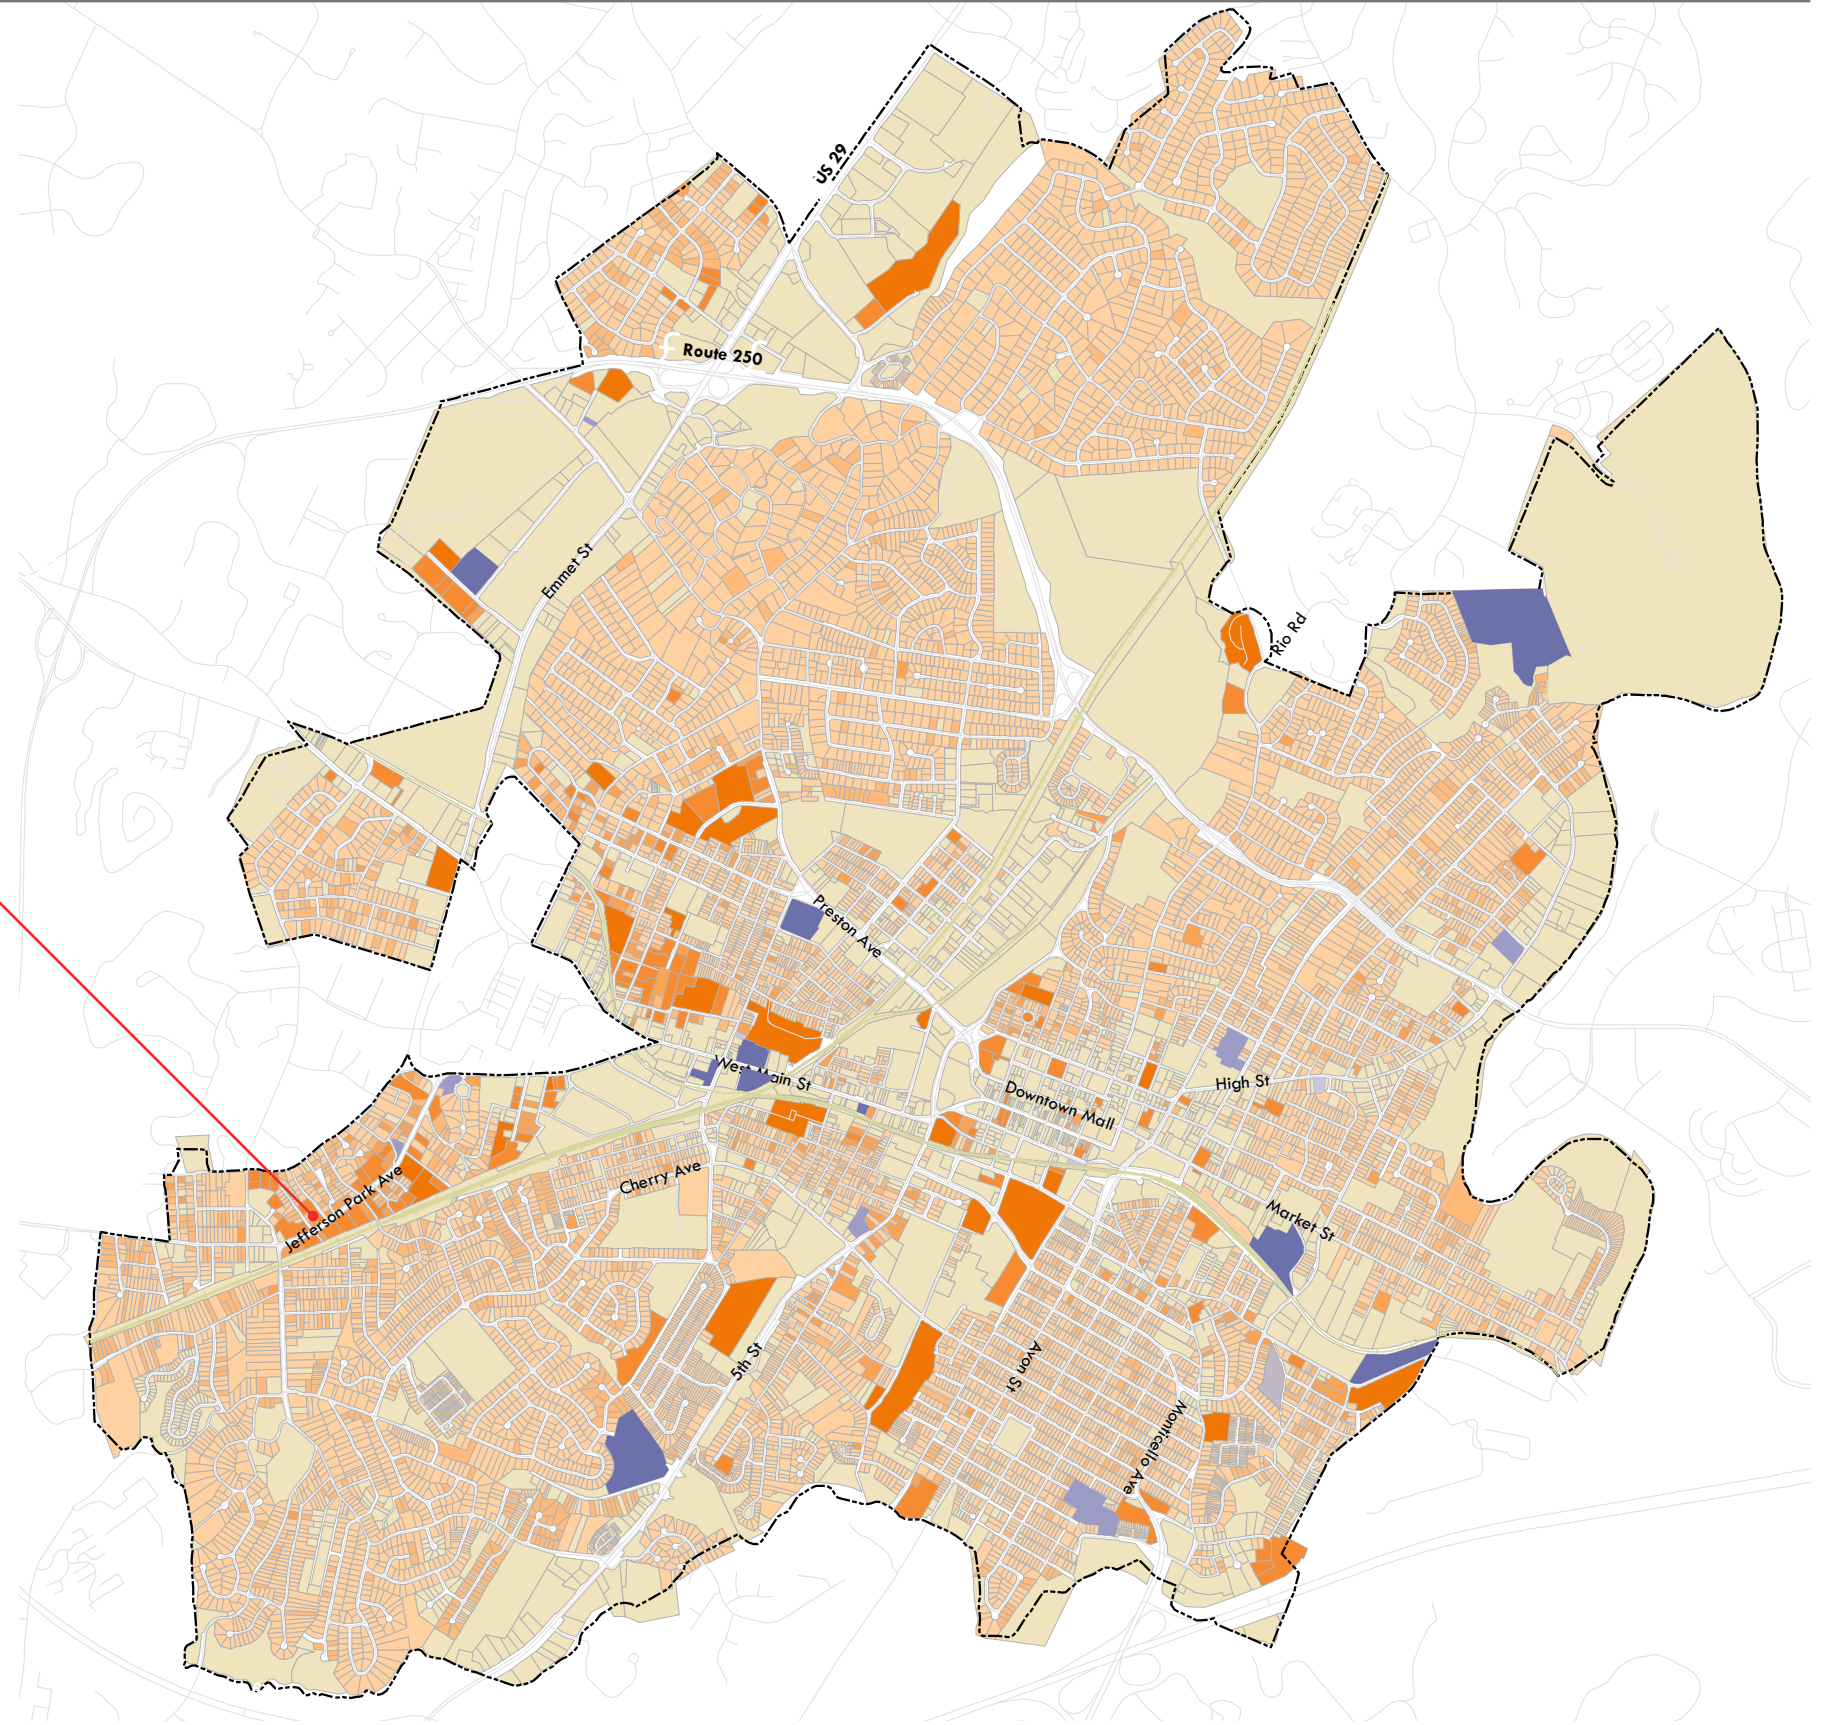 US 29
Route 250
Emmet St
Rio Rd
Preston Ave
West Main St
High St
Downtown Mall
Cherry Ave
Jefferson Park Ave
Market St
5th St
Avon St
Monticello Ave